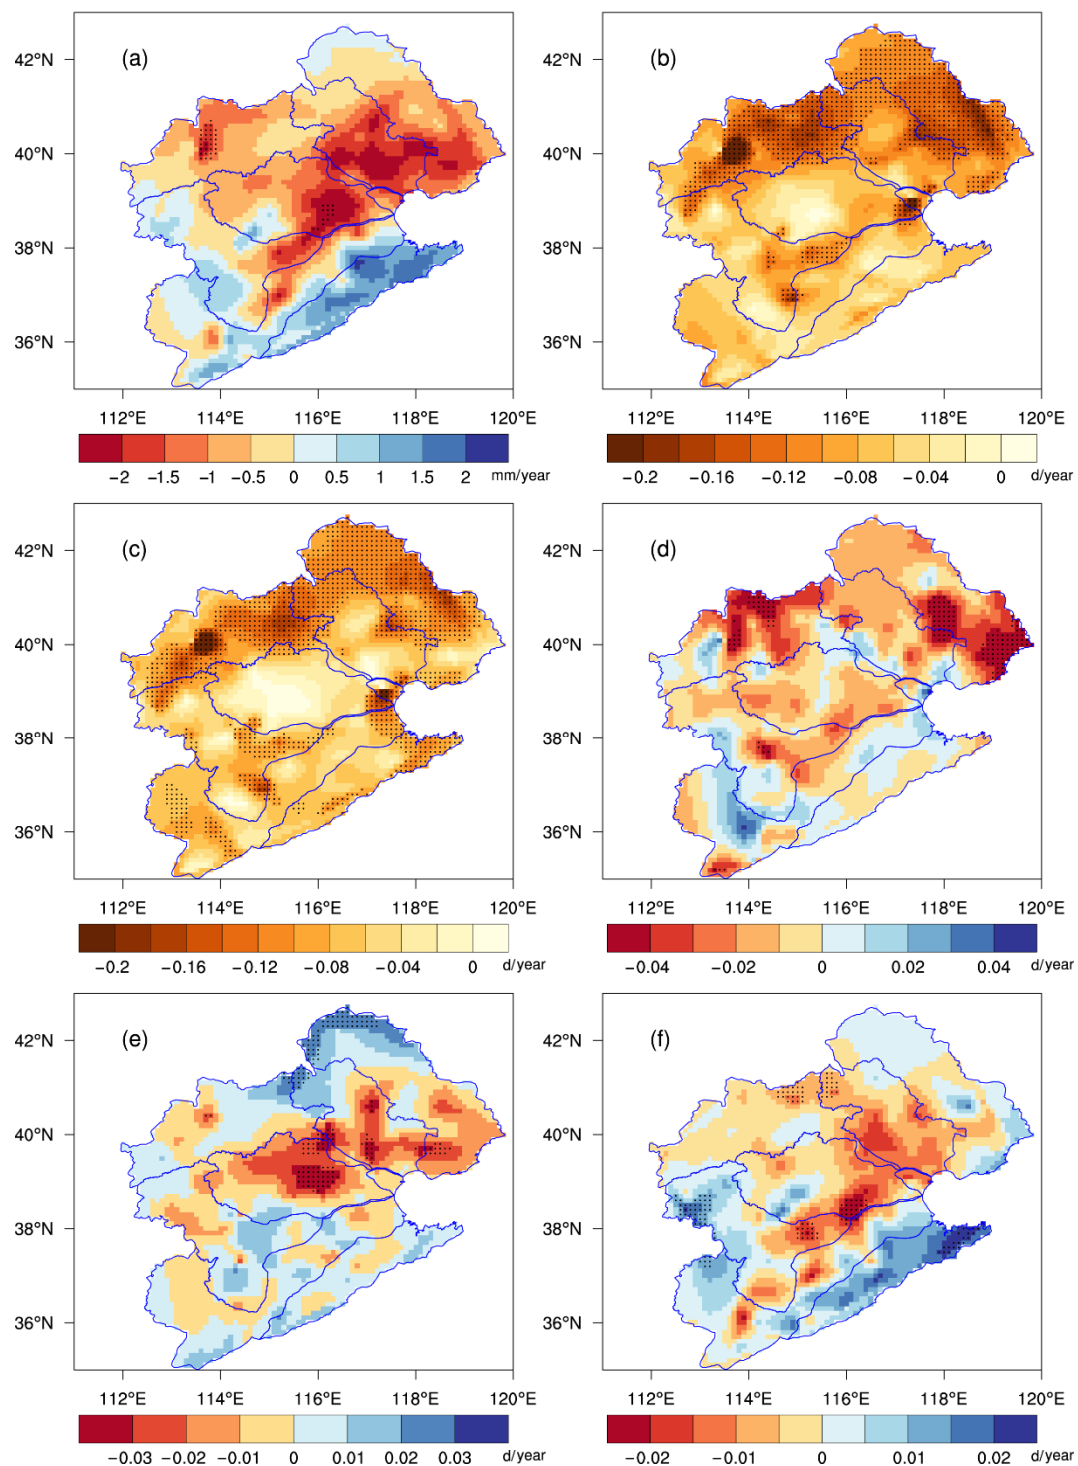 (a) (b)
42°N 42°N
40°N 40°N
38°N 38°N
36°N 36°N
112°E 114°E 116°E 118°E 120°E 112°E 114°E 116°E 118°E 120°E
−2 −1.5 −1 −0.5 0 0.5 1 1.5 2 mm/year −0.2 −0.16 −0.12 −0.08 −0.04 0 d/year
(c) (d)
42°N 42°N
40°N 40°N
38°N 38°N
36°N 36°N
112°E 114°E 116°E 118°E 120°E 112°E 114°E 116°E 118°E 120°E
−0.2 −0.16 −0.12 −0.08 −0.04 0 d/year −0.04 −0.02 0 0.02 0.04 d/year
(e) (f)
42°N 42°N
40°N 40°N
38°N 38°N
36°N 36°N
112°E 114°E 116°E 118°E 120°E 112°E 114°E 116°E 118°E 120°E
−0.03 −0.02 −0.01 0 0.01 0.02 0.03 d/year −0.02 −0.01 0 0.01 0.02 d/year